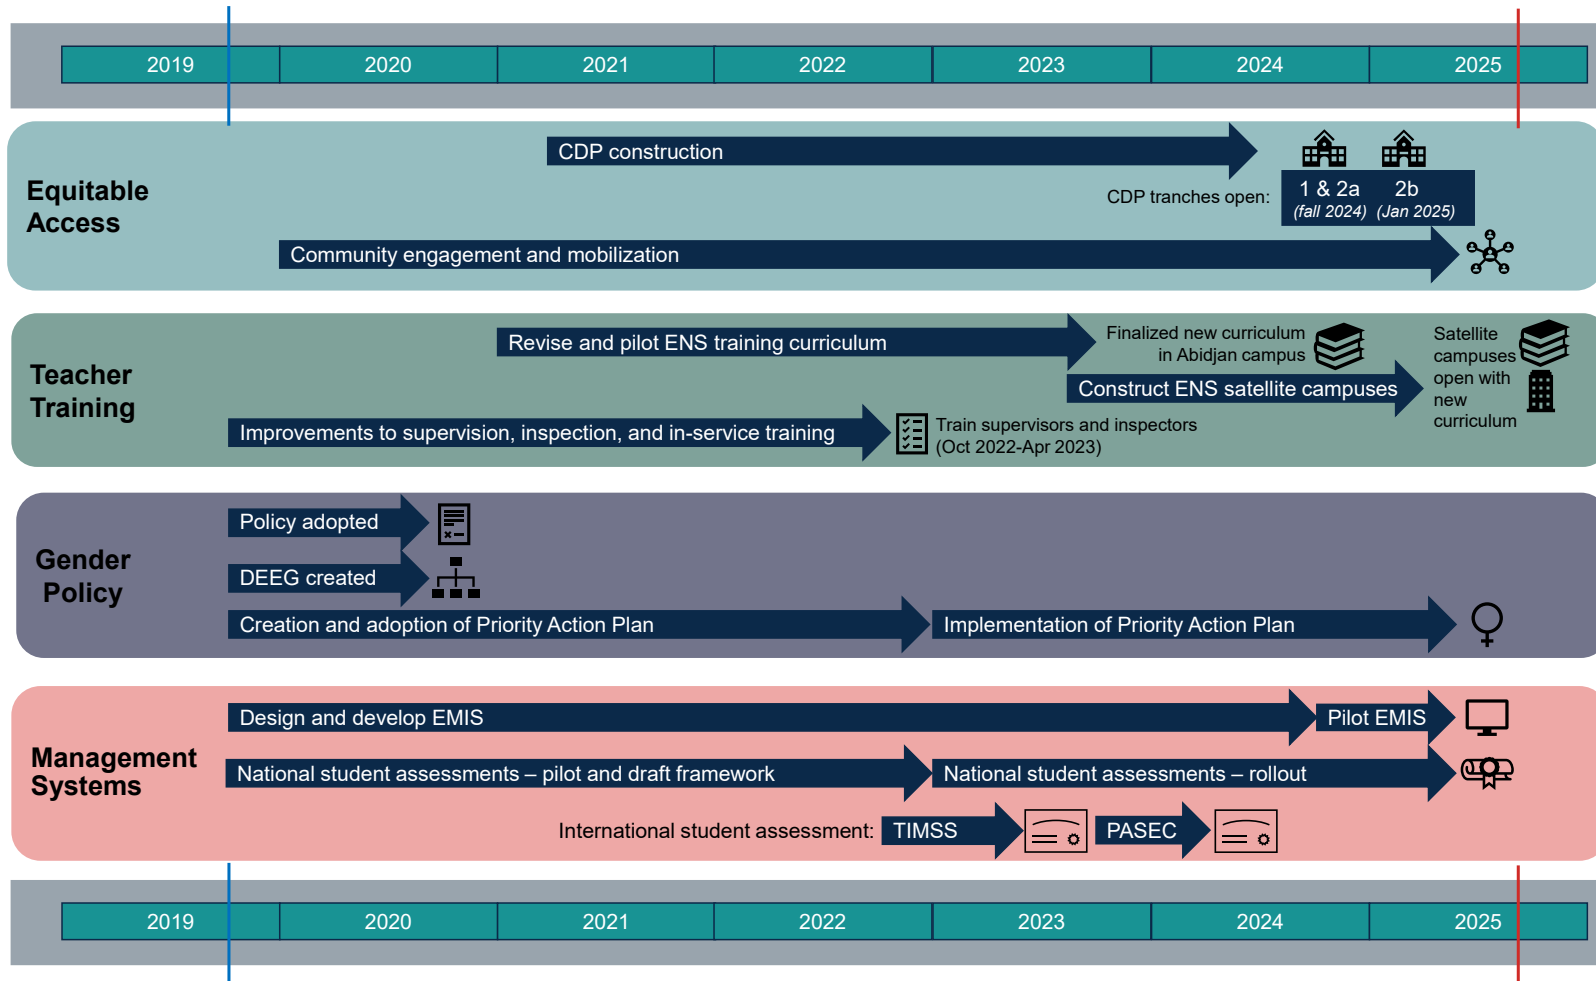 2019 2020 2021 2022 2023 2024 2025
Equitable
Access
CDP construction
CDP tranches open:
1 & 2a 2b
(fall 2024) (Jan 2025)
Community engagement and mobilization
Teacher
Training
Revise and pilot ENS training curriculum
Finalized new curriculum
in Abidjan campus
Construct ENS satellite campuses
Satellite
campuses
open with
new
curriculum
Improvements to supervision, inspection, and in-service training
Train supervisors and inspectors
(Oct 2022-Apr 2023)
Gender
Policy
Policy adopted
DEEG created
Creation and adoption of Priority Action Plan
Implementation of Priority Action Plan
Management
Systems
Design and develop EMIS
Pilot EMIS
National student assessments – pilot and draft framework
National student assessments – rollout
International student assessment:
TIMSS
PASEC
2019 2020 2021 2022 2023 2024 2025